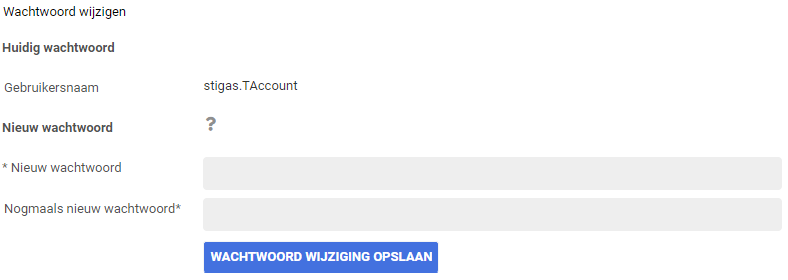 Wachtwoord wijzigen
Huidig wachtwoord
Gebruikersnaam stigas.TAccount
Nieuw wachtwoord ?
* Nieuw wachtwoord
Nogmaals nieuw wachtwoord*
WACHTWOORD WIJZIGING OPSLAAN